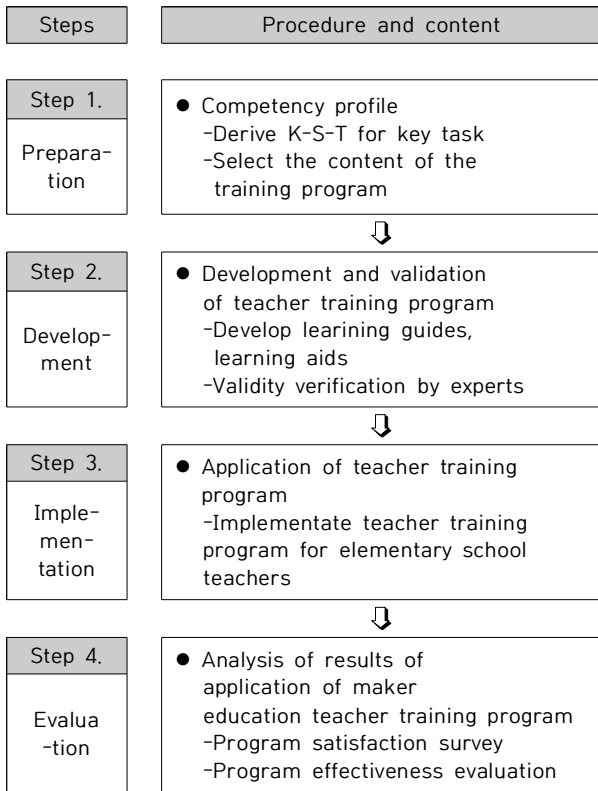 Steps
Procedure and content
Step 1.
Prepara-
tion
● Competency profile
-Derive K-S-T for key task
-Select the content of the
training program
Step 2.
Develop-
ment
● Development and validation
of teacher training program
-Develop learining guides,
learning aids
-Validity verification by experts
Step 3.
Imple-
men-
tation
● Application of teacher training
program
-Implementate teacher training
program for elementary school
teachers
Step 4.
Evalua
-tion
● Analysis of results of
application of maker
education teacher training program
-Program satisfaction survey
-Program effectiveness evaluation